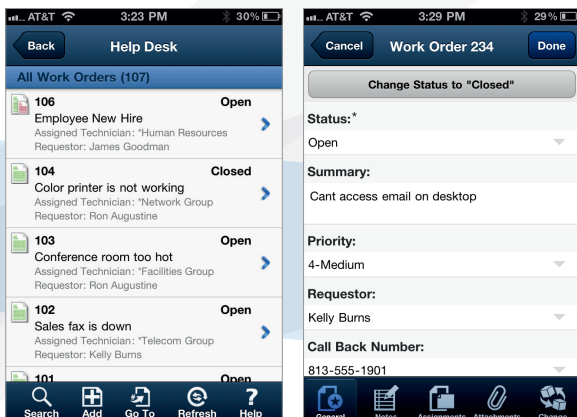 AT&T 3:23 PM 30%
Back Help Desk
All Work Orders (107)
106 Open
Employee New Hire
Assigned Technician: *Human Resources
Requestor: James Goodman
104 Closed
Color printer is not working
Assigned Technician: *Network Group
Requestor: Ron Augustine
103 Open
Conference room too hot
Assigned Technician: *Facilities Group
Requestor: Ron Augustine
102 Open
Sales fax is down
Assigned Technician: *Telecom Group
Requestor: Kelly Burns
101 Open
Search Add Go To Refresh Help
AT&T 3:29 PM 29%
Cancel Work Order 234 Done
Change Status to "Closed"
Status:*
Open
Summary:
Cant access email on desktop
Priority:
4-Medium
Requestor:
Kelly Burns
Call Back Number:
813-555-1901
General Notes Assignments Attachments Change